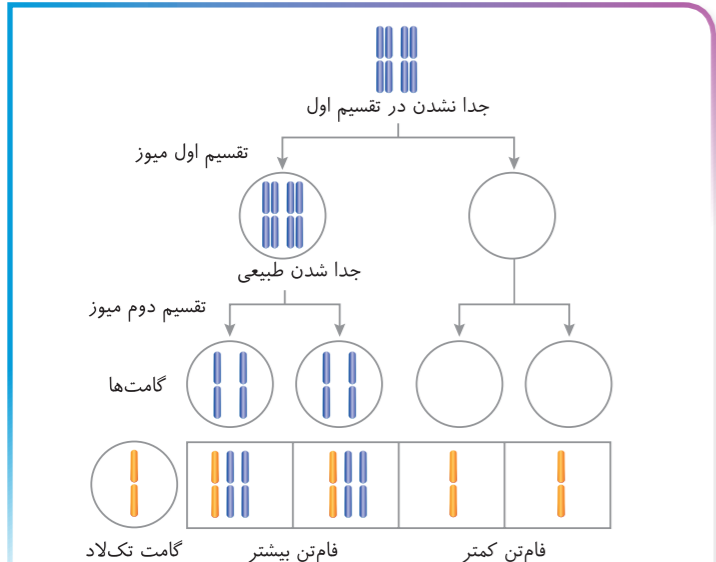 جدا نشدن در تقسیم اول
تقسیم اول میوز
جدا شدن طبیعی
تقسیم دوم میوز
گامت‌ها
فام‌تن کمتر
فام‌تن بیشتر
گامت تک‌لاد